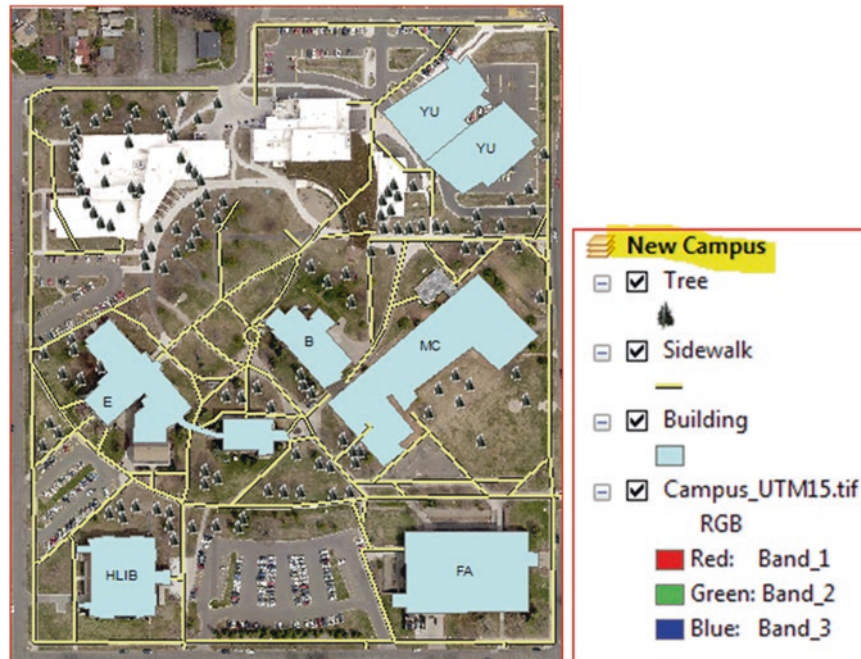 YU
YU
B
MC
E
HLIB
FA
New Campus
Tree
Sidewalk
Building
Campus_UTM15.tif
RGB
Red: Band_1
Green: Band_2
Blue: Band_3